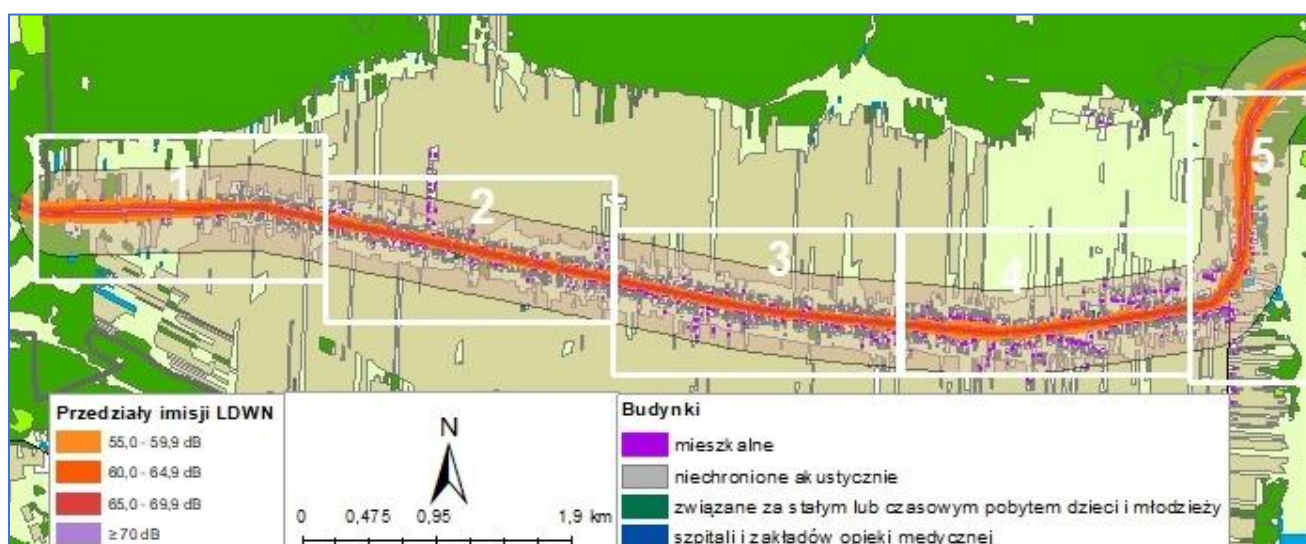 1
2
3
4
5
Przedziały imisji LDWN
55,0 - 59,9 dB
60,0 - 64,9 dB
65,0 - 69,9 dB
≥ 70 dB
N
0 0,475 0,95 1,9 km
Budynki
mieszkalne
niechronione akustycznie
związane za stałym lub czasowym pobytem dzieci i młodzieży
szpitali i zakładów opieki medycznej